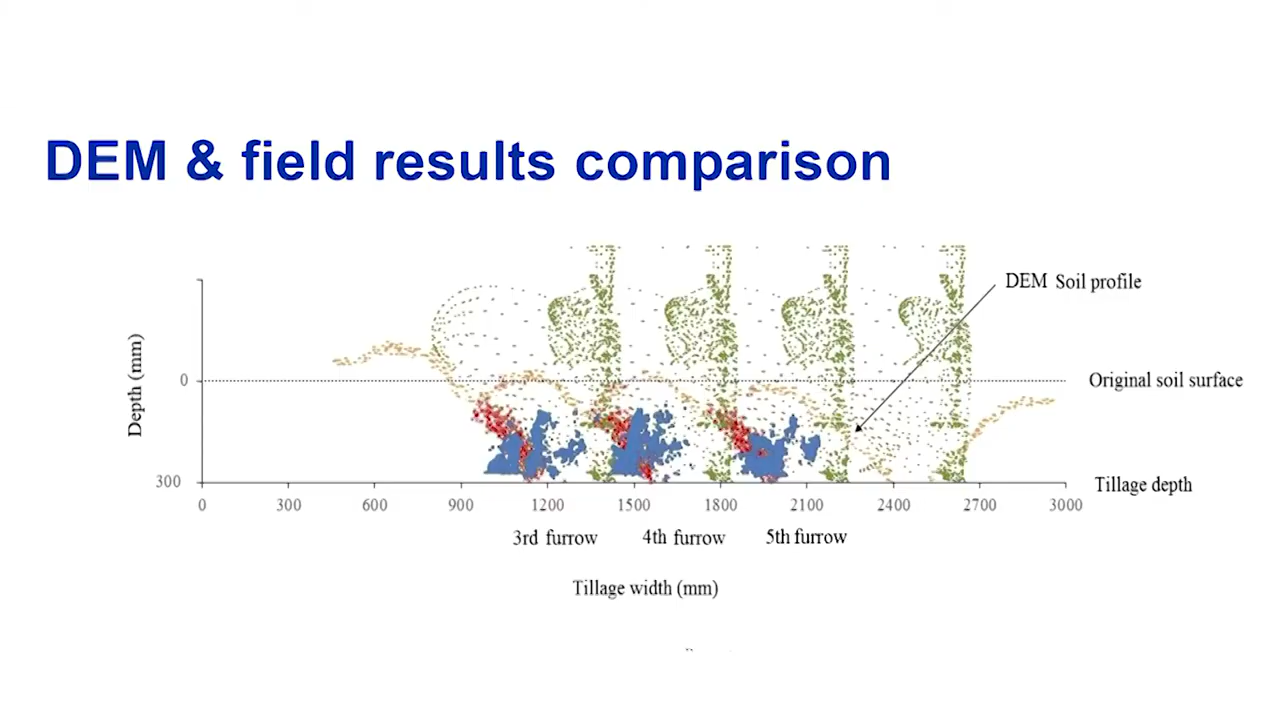 DEM & field results comparison
DEM Soil profile
Depth (mm)
0
Original soil surface
300
Tillage depth
0 300 600 900 1200 1500 1800 2100 2400 2700 3000
3rd furrow 4th furrow 5th furrow
Tillage width (mm)